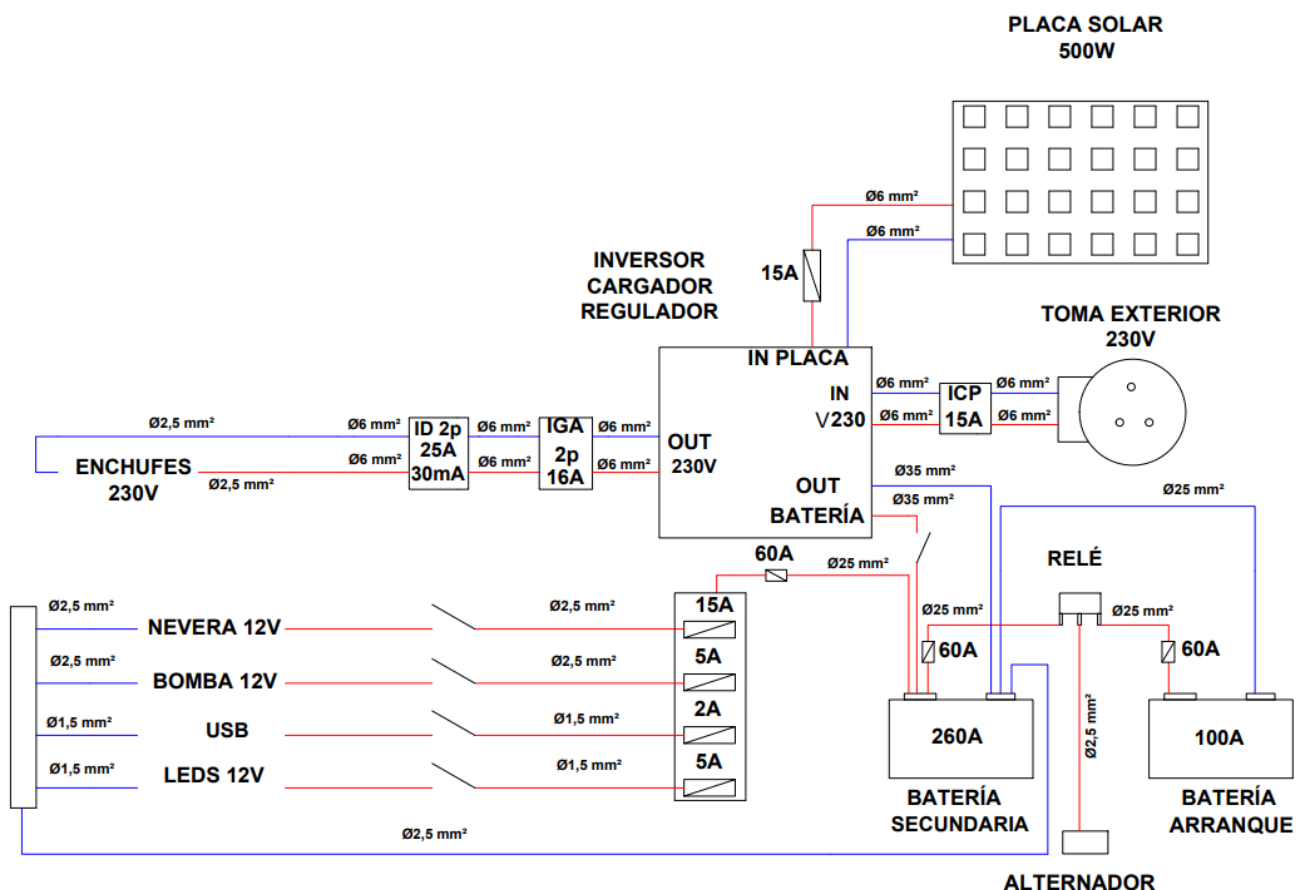 PLACA SOLAR
500W
Ø6 mm²
Ø6 mm²
15A
INVERSOR
CARGADOR
REGULADOR
TOMA EXTERIOR
230V
IN PLACA
IN
V230
Ø6 mm²
Ø6 mm²
ICP
15A
Ø6 mm²
Ø6 mm²
OUT
230V
OUT
BATERÍA
Ø2,5 mm²
Ø6 mm²
Ø6 mm²
ID 2p
25A
30mA
Ø6 mm²
Ø6 mm²
IGA
2p
16A
Ø6 mm²
Ø6 mm²
ENCHUFES
230V
Ø2,5 mm²
Ø35 mm²
Ø35 mm²
Ø25 mm²
60A
Ø25 mm²
RELÉ
Ø25 mm²
Ø25 mm²
60A
60A
Ø2,5 mm²
Ø2,5 mm²
NEVERA 12V
Ø2,5 mm²
15A
Ø2,5 mm²
BOMBA 12V
Ø2,5 mm²
5A
Ø1,5 mm²
USB
Ø1,5 mm²
2A
Ø1,5 mm²
LEDS 12V
Ø1,5 mm²
5A
260A
100A
BATERÍA
SECUNDARIA
BATERÍA
ARRANQUE
Ø2,5 mm²
ALTERNADOR